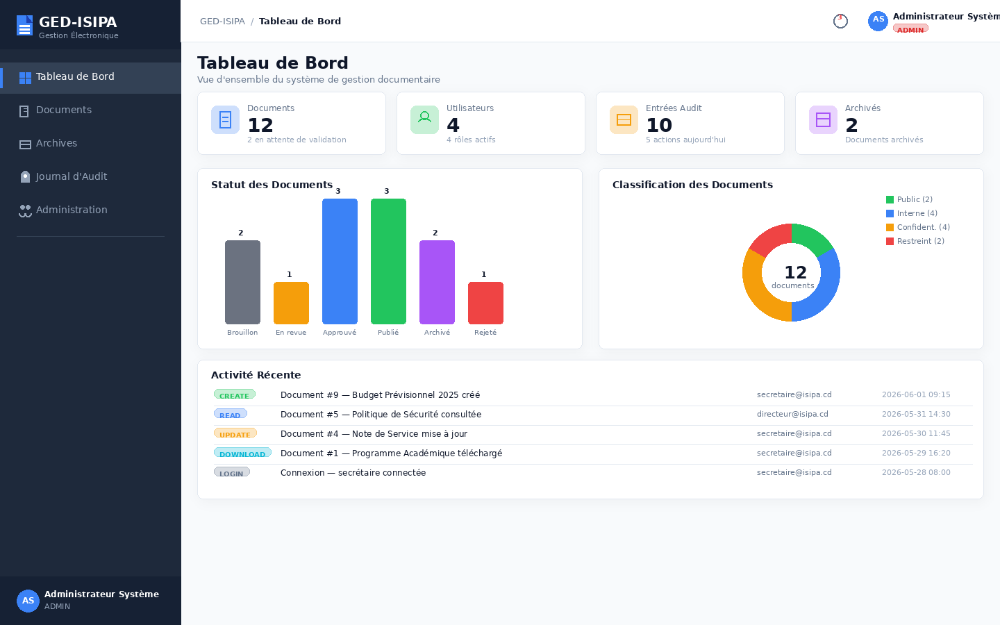 GED-ISIPA
Gestion Électronique
Tableau de Bord
Documents
Archives
Journal d'Audit
Administration
AS
Administrateur Système
ADMIN
GED-ISIPA / Tableau de Bord
3
AS
Administrateur Systèm
ADMIN
Tableau de Bord
Vue d'ensemble du système de gestion documentaire
Documents
12
2 en attente de validation
Utilisateurs
4
4 rôles actifs
Entrées Audit
10
5 actions aujourd'hui
Archivés
2
Documents archivés
Statut des Documents
2
1
3
3
2
1
Brouillon
En revue
Approuvé
Publié
Archivé
Rejeté
Classification des Documents
Public (2)
Interne (4)
Confident. (4)
Restreint (2)
12
documents
Activité Récente
CREATE Document #9 — Budget Prévisionnel 2025 créé secretaire@isipa.cd 2026-06-01 09:15
READ Document #5 — Politique de Sécurité consultée directeur@isipa.cd 2026-05-31 14:30
UPDATE Document #4 — Note de Service mise à jour secretaire@isipa.cd 2026-05-30 11:45
DOWNLOAD Document #1 — Programme Académique téléchargé secretaire@isipa.cd 2026-05-29 16:20
LOGIN Connexion — secrétaire connectée secretaire@isipa.cd 2026-05-28 08:00